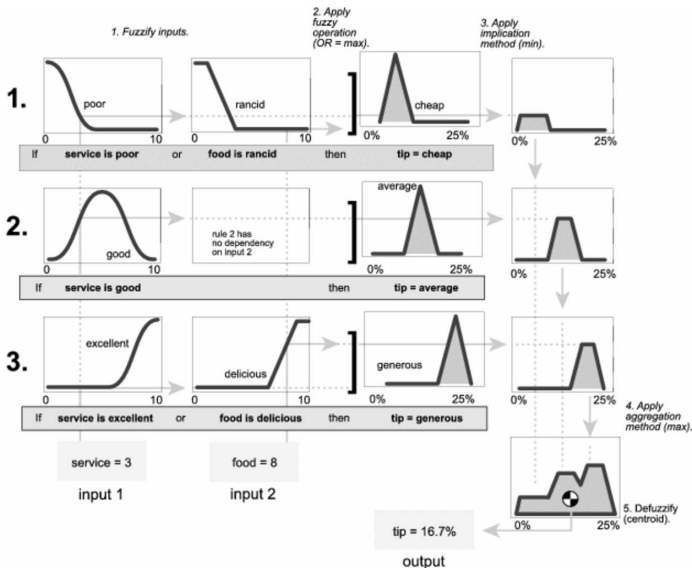 1. Fuzzify inputs.
2. Apply
fuzzy
operation
(OR = max).
3. Apply
implication
method (min).
1.
poor
0 10
rancid
0 10
cheap
0% 25%
0% 25%
If service is poor or food is rancid then tip = cheap
2.
good
0 10
rule 2 has
no dependency
on input 2
average
0% 25%
0% 25%
If service is good then tip = average
3.
excellent
0 10
delicious
0 10
generous
0% 25%
0% 25%
If service is excellent or food is delicious then tip = generous
4. Apply
aggregation
method (max).
service = 3
input 1
food = 8
input 2
0% 25%
5. Defuzzify
(centroid).
tip = 16.7%
output